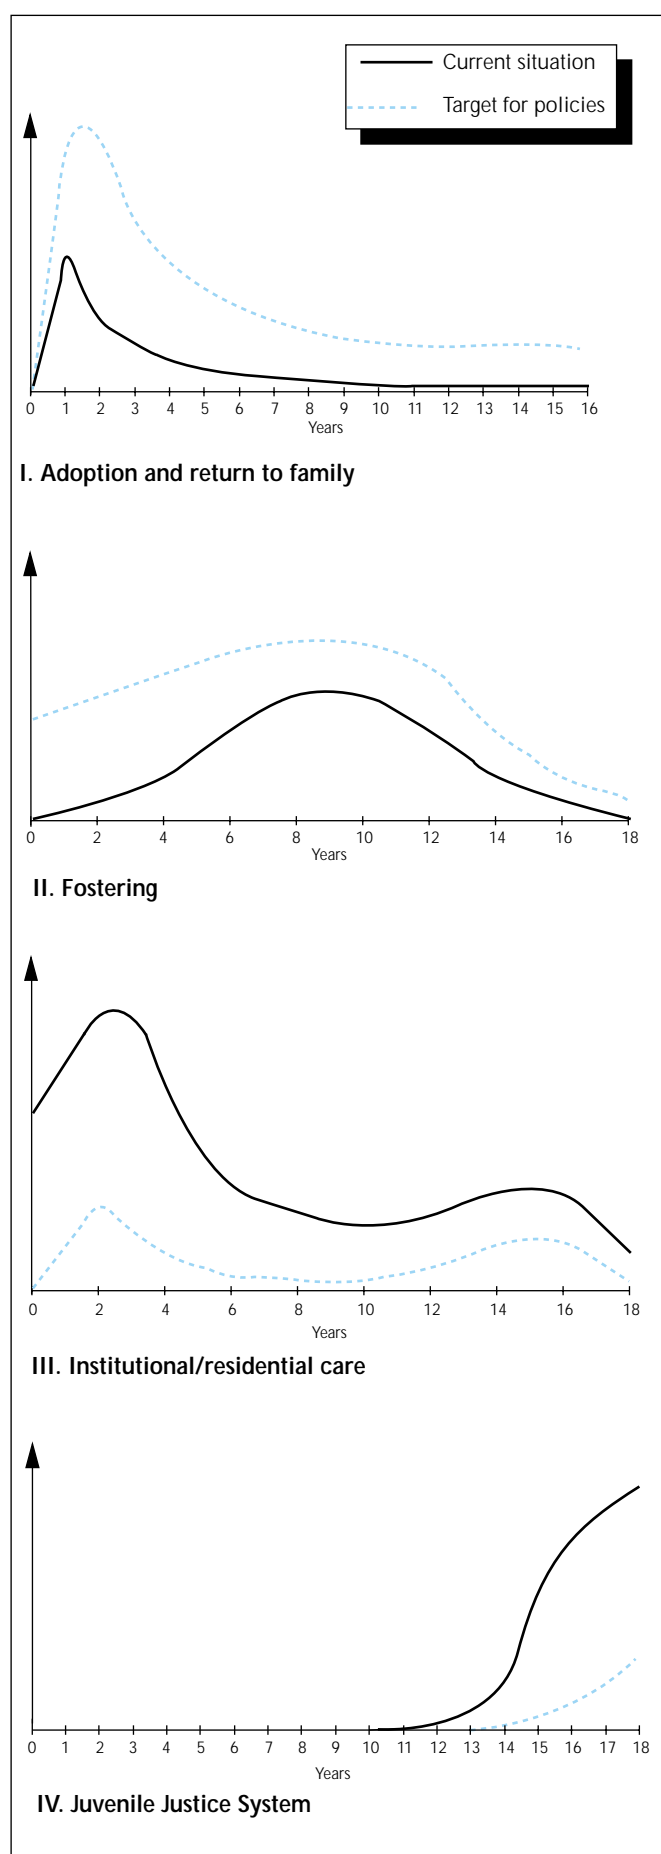 Current situation
Target for policies
0 1 2 3 4 5 6 7 8 9 10 11 12 13 14 15 16
Years
I. Adoption and return to family
0 2 4 6 8 10 12 14 16 18
Years
II. Fostering
0 2 4 6 8 10 12 14 16 18
Years
III. Institutional/residential care
0 1 2 3 4 5 6 7 8 9 10 11 12 13 14 15 16 17 18
Years
IV. Juvenile Justice System